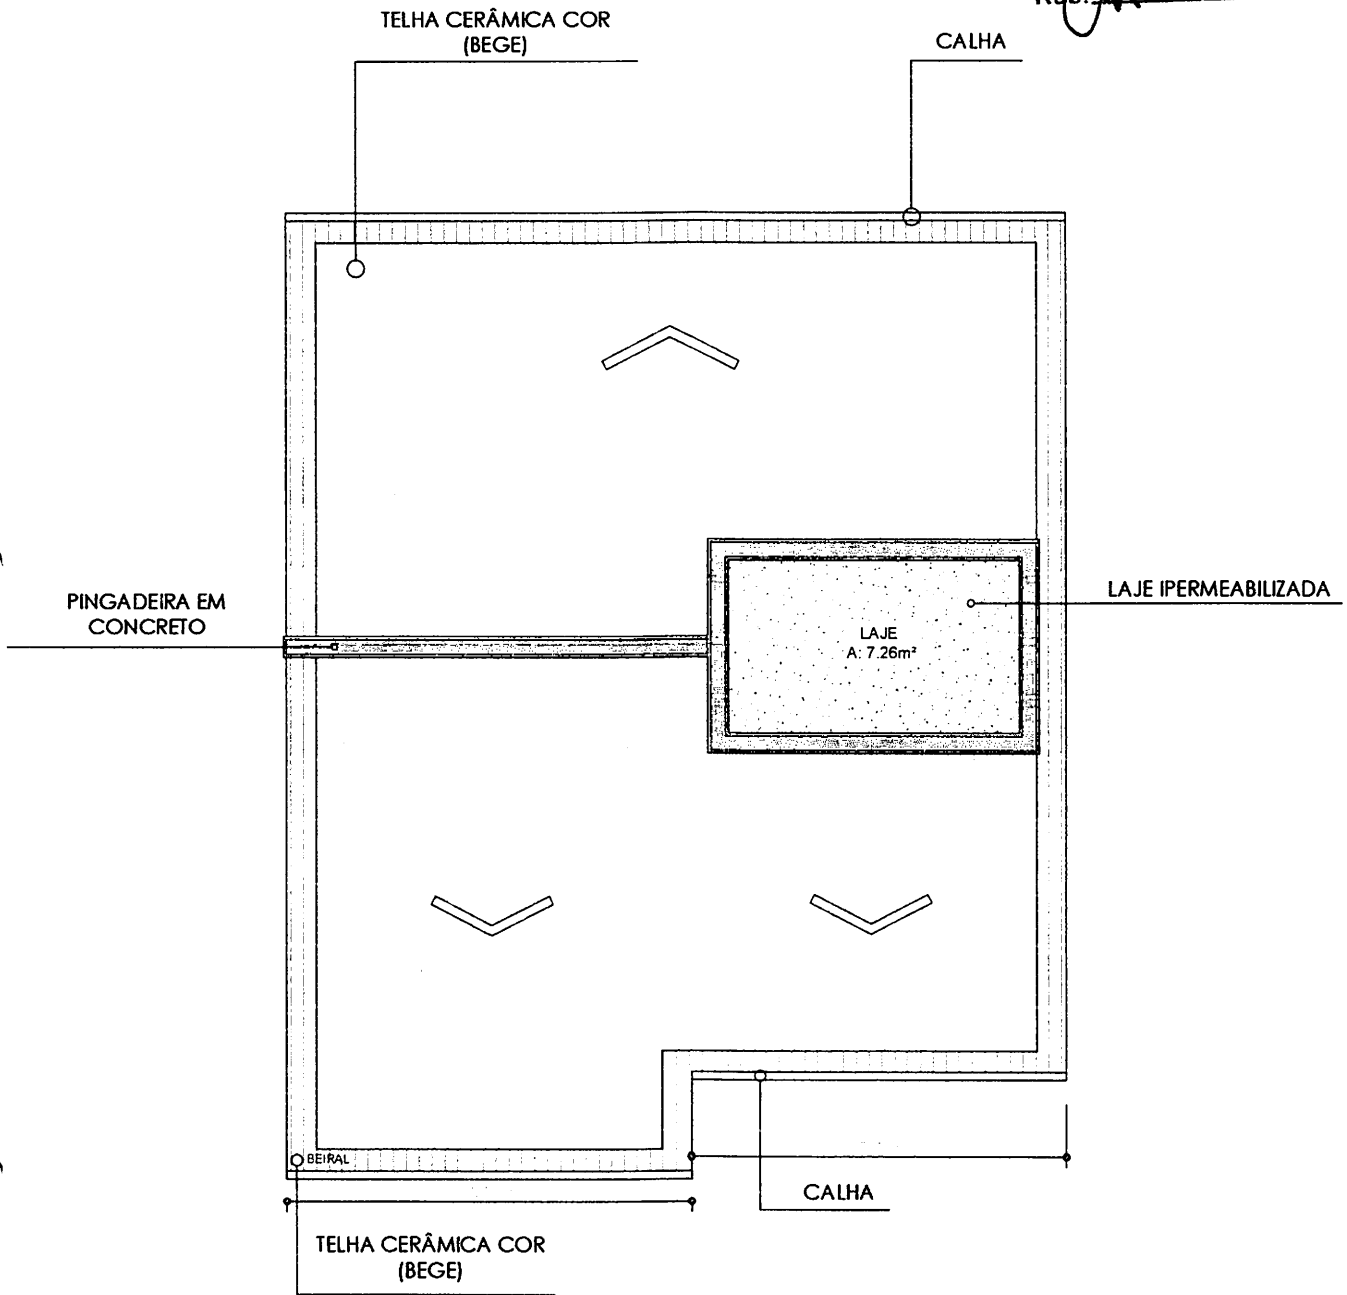 TELHA CERÂMICA COR
(BEGE)
CALHA
PINGADEIRA EM
CONCRETO
LAJE IPERMEABILIZADA
LAJE
A: 7.26m²
BEIRAL
CALHA
TELHA CERÂMICA COR
(BEGE)